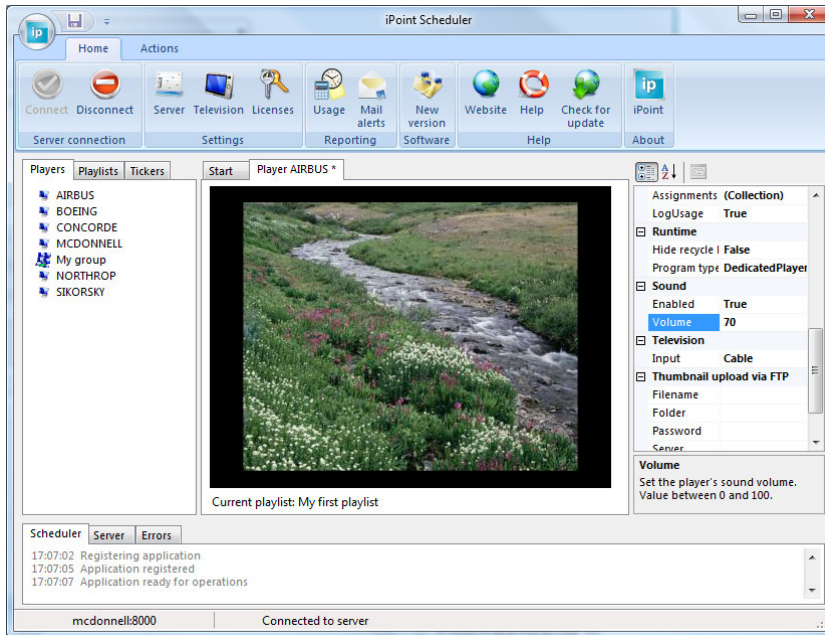 iPoint Scheduler
ip
Home Actions
Connect Disconnect Server Television Licenses Usage Mail alerts New version Website Help Check for update ip iPoint
Server connection Settings Reporting Software Help About
Players Playlists Tickers
AIRBUS
BOEING
CONCORDE
MCDONNELL
My group
NORTHROP
SIKORSKY
Start Player AIRBUS *
Current playlist: My first playlist
Assignments (Collection)
LogUsage True
Runtime
Hide recycle False
Program type DedicatedPlayer
Sound
Enabled True
Volume 70
Television
Input Cable
Thumbnail upload via FTP
Filename
Folder
Password
Server
Volume
Set the player's sound volume.
Value between 0 and 100.
Scheduler Server Errors
17:07:02 Registering application
17:07:05 Application registered
17:07:07 Application ready for operations
mcdonnell:8000 Connected to server